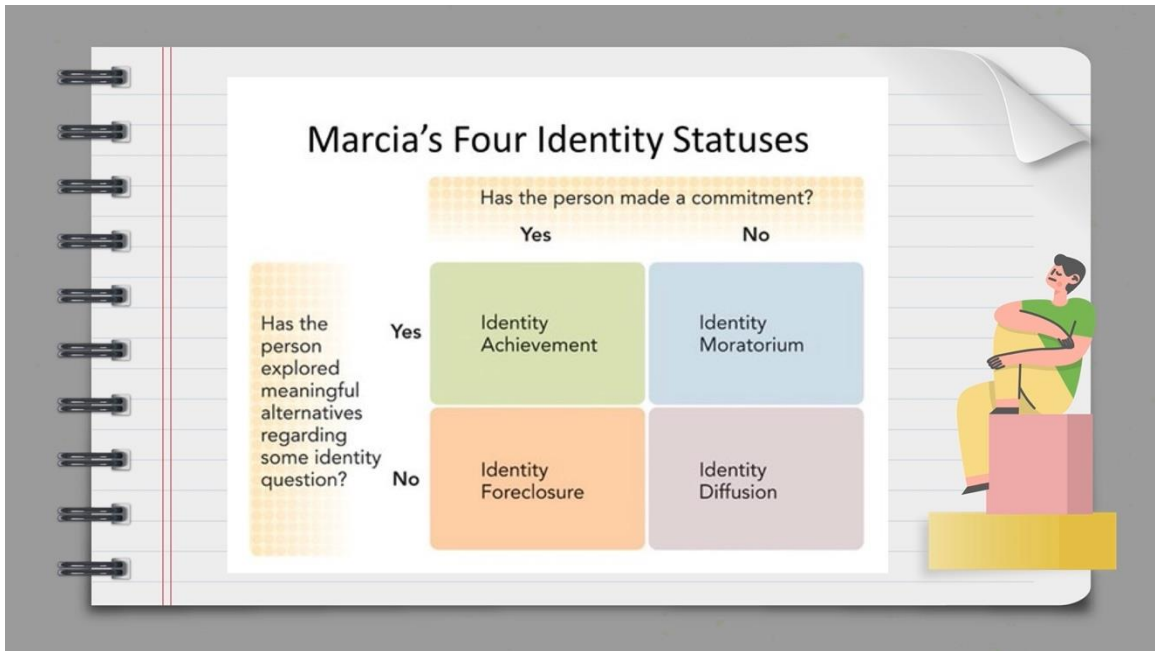 Marcia’s Four Identity Statuses
Has the person made a commitment?
Yes No
Has the
person
explored
meaningful
alternatives
regarding
some identity
question?
Yes
Identity
Achievement
Identity
Moratorium
No
Identity
Foreclosure
Identity
Diffusion